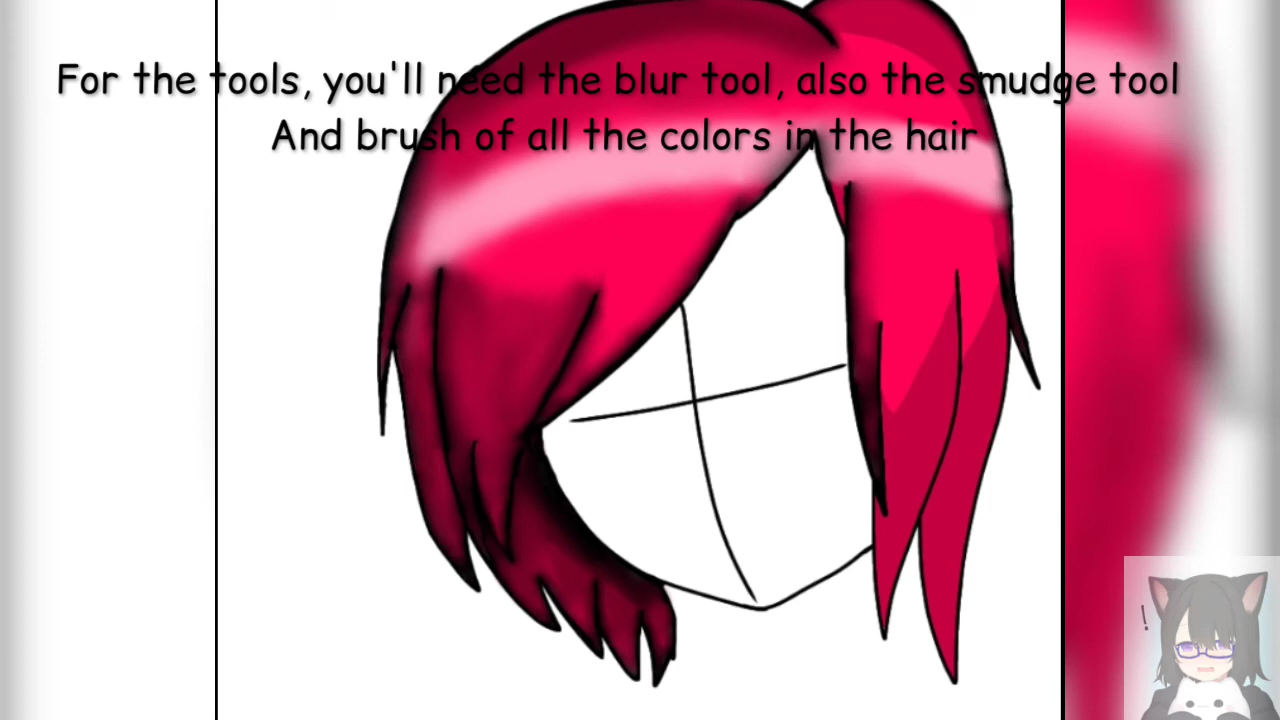 For the tools, you'll need the blur tool, also the smudge tool
And brush of all the colors in the hair
!